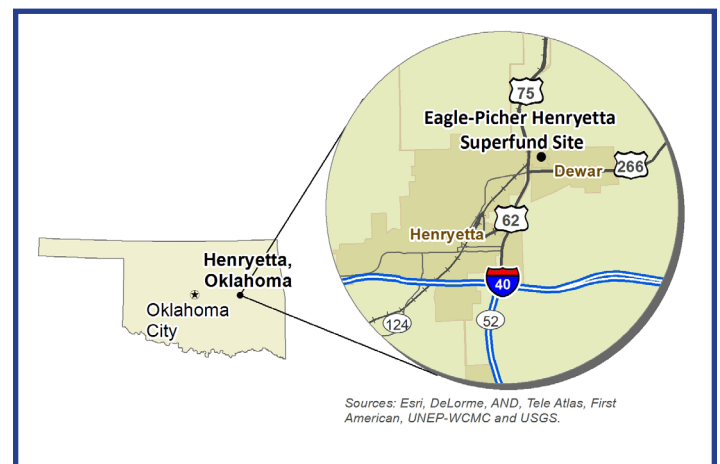 75
Eagle-Picher Henryetta
Superfund Site
Dewar
266
62
Henryetta
Henryetta,
Oklahoma
40
Oklahoma
City
124
52
Sources: Esri, DeLorme, AND, Tele Atlas, First
American, UNEP-WCMC and USGS.